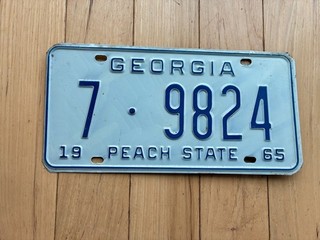 GEORGIA
7 · 9824
19 PEACH STATE 65